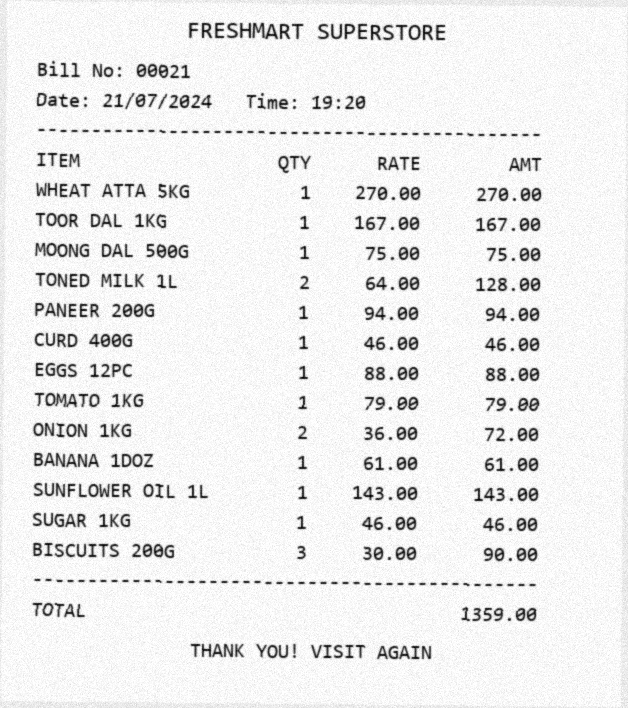 FRESHMART SUPERSTORE
Bill No: 00021
Date: 21/07/2024 Time: 19:20
------------------------------------------------
ITEM QTY RATE AMT
WHEAT ATTA 5KG 1 270.00 270.00
TOOR DAL 1KG 1 167.00 167.00
MOONG DAL 500G 1 75.00 75.00
TONED MILK 1L 2 64.00 128.00
PANEER 200G 1 94.00 94.00
CURD 400G 1 46.00 46.00
EGGS 12PC 1 88.00 88.00
TOMATO 1KG 1 79.00 79.00
ONION 1KG 2 36.00 72.00
BANANA 1DOZ 1 61.00 61.00
SUNFLOWER OIL 1L 1 143.00 143.00
SUGAR 1KG 1 46.00 46.00
BISCUITS 200G 3 30.00 90.00
------------------------------------------------
TOTAL 1359.00
THANK YOU! VISIT AGAIN